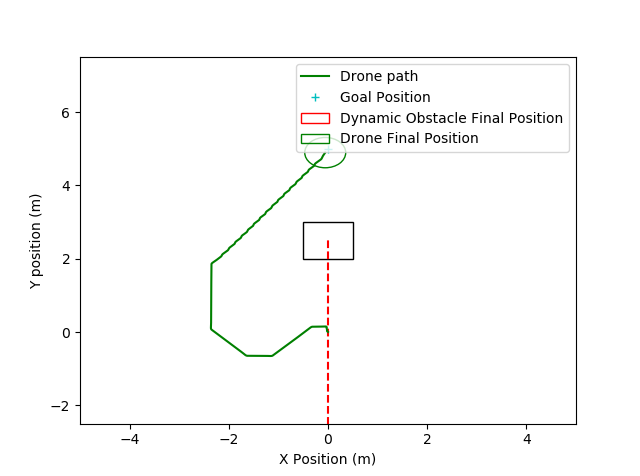 Drone path
Goal Position
Dynamic Obstacle Final Position
Drone Final Position
Y position (m)
6
4
2
0
−2
−4
−2
0
2
4
X Position (m)